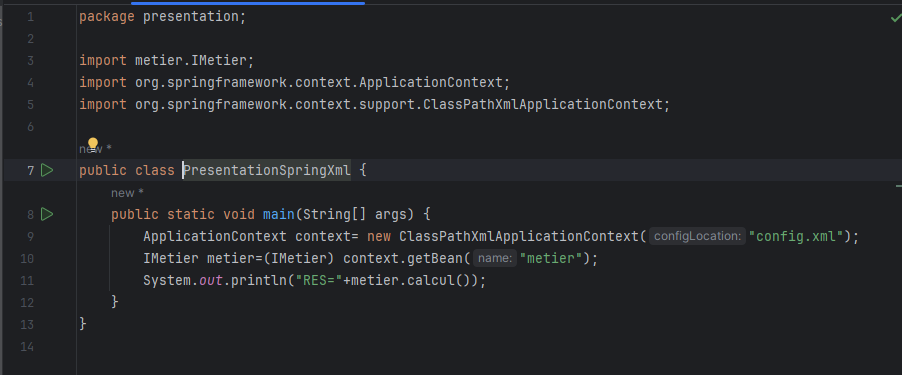 1 package presentation;
2
3 import metier.IMetier;
4 import org.springframework.context.ApplicationContext;
5 import org.springframework.context.support.ClassPathXmlApplicationContext;
6
new *
7 public class PresentationSpringXml {
new *
8 public static void main(String[] args) {
9 ApplicationContext context= new ClassPathXmlApplicationContext( configLocation: "config.xml");
10 IMetier metier=(IMetier) context.getBean( name: "metier");
11 System.out.println("RES="+metier.calcul());
12 }
13 }
14